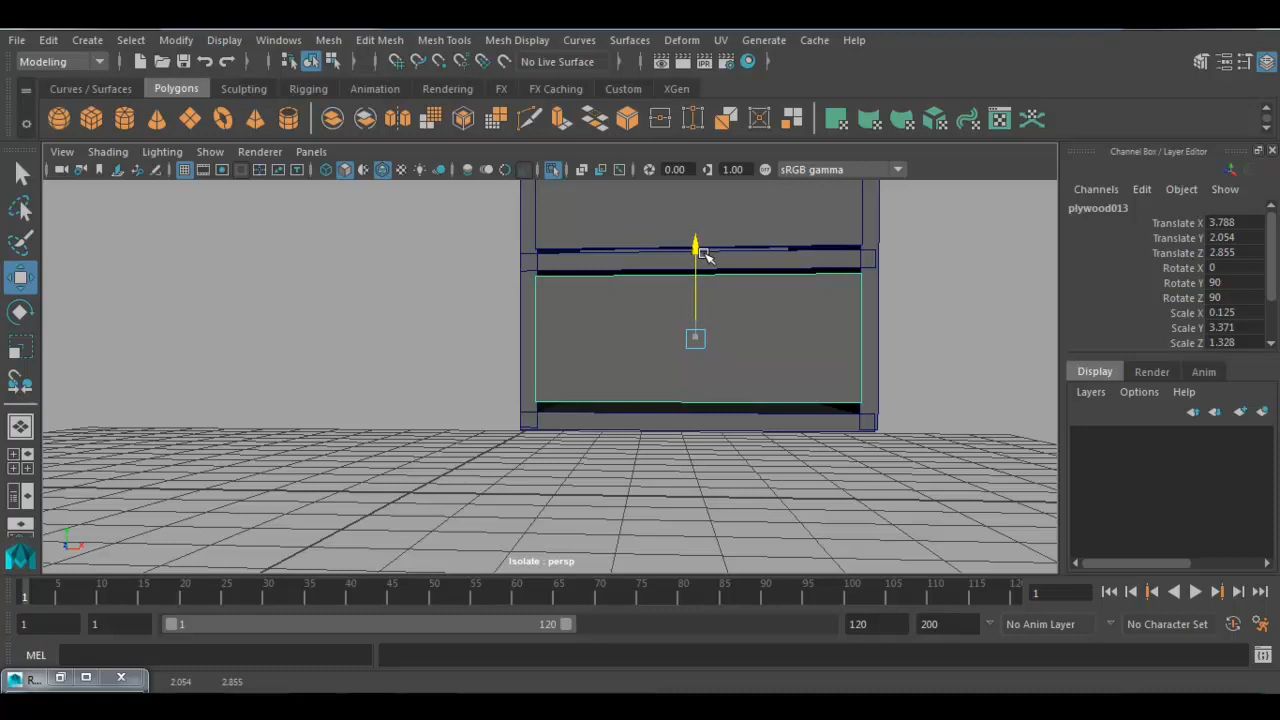 File Edit Create Select Modify Display Windows Mesh Edit Mesh Mesh Tools Mesh Display Curves Surfaces Deform UV Generate Cache Help
Modeling No Live Surface
Curves / Surfaces Polygons Sculpting Rigging Animation Rendering FX FX Caching Custom XGen
View Shading Lighting Show Renderer Panels
0.00 1.00 sRGB gamma
Channel Box / Layer Editor
Channels Edit Object Show
plywood013
Translate X 3.788
Translate Y 2.054
Translate Z 2.855
Rotate X 0
Rotate Y 90
Rotate Z 90
Scale X 0.125
Scale Y 3.371
Scale Z 1.328
Display Render Anim
Layers Options Help
Isolate : persp
5 10 15 20 25 30 35 40 45 50 55 60 65 70 75 80 85 90 95 100 105 110 115
1 1
1 1 1 120 120 200 No Anim Layer No Character Set
MEL
R... 2.054 2.855